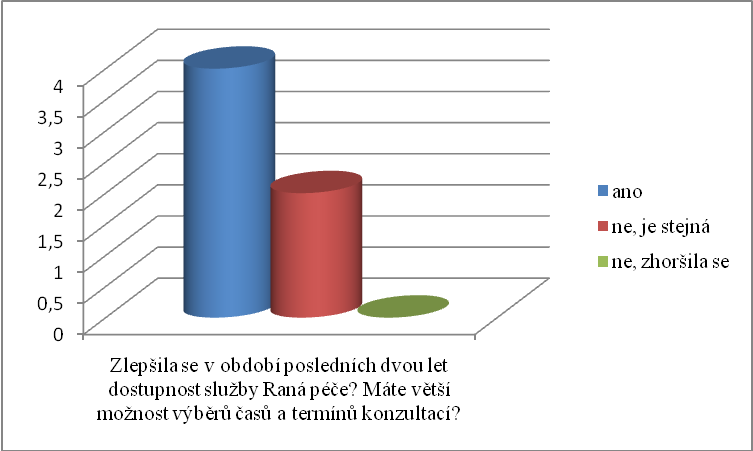 4
3,5
3
2,5
2
1,5
1
0,5
0
ano
ne, je stejná
ne, zhoršila se
Zlepšila se v období posledních dvou let
dostupnost služby Raná péče? Máte větší
možnost výběrů časů a termínů konzultací?